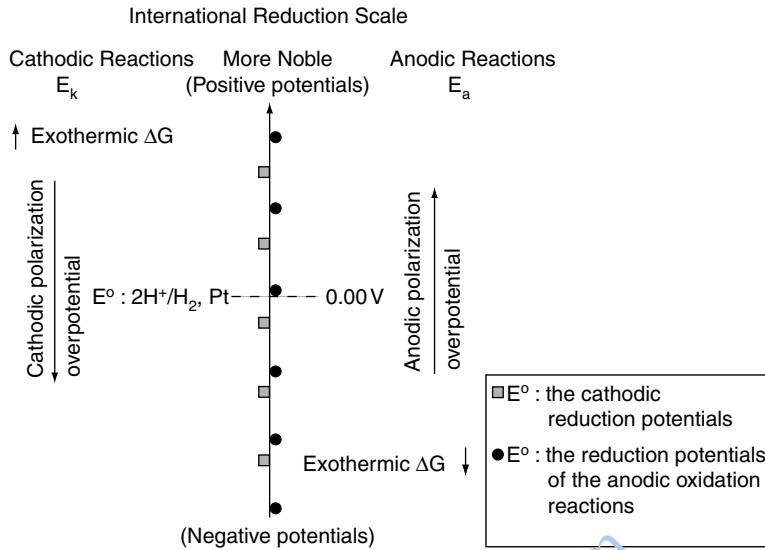 International Reduction Scale
Cathodic Reactions
E_k
More Noble
(Positive potentials)
Anodic Reactions
E_a
Exothermic ΔG
Cathodic polarization
overpotential
E° : 2H⁺/H₂, Pt
0.00 V
Anodic polarization
overpotential
Exothermic ΔG
(Negative potentials)
E° : the cathodic
reduction potentials
E° : the reduction potentials
of the anodic oxidation
reactions